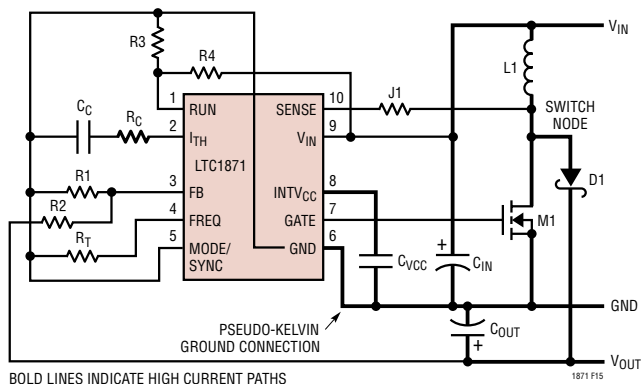 R3
V_IN
R4
L1
J1
C_C
R_C
1
RUN
SENSE
10
SWITCH
NODE
2
I_TH
V_IN
9
LTC1871
D1
R1
3
FB
INTV_CC
8
R2
4
FREQ
GATE
7
M1
R_T
5
MODE/
SYNC
GND
6
C_VCC
+
C_IN
GND
PSEUDO-KELVIN
GROUND CONNECTION
C_OUT
+
V_OUT
BOLD LINES INDICATE HIGH CURRENT PATHS
1871 F15